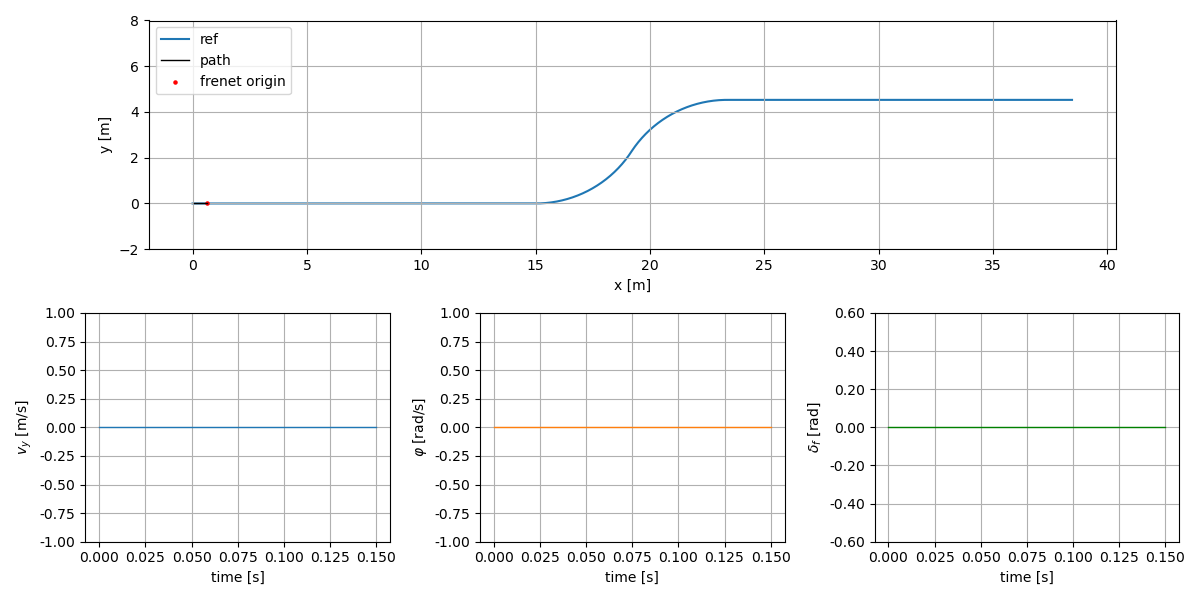 8
6
4
2
0
−2
y [m]
ref
path
frenet origin
0 5 10 15 20 25 30 35 40
x [m]
1.00
0.75
0.50
0.25
0.00
-0.25
-0.50
-0.75
-1.00
v_y [m/s]
0.000 0.025 0.050 0.075 0.100 0.125 0.150
time [s]
1.00
0.75
0.50
0.25
0.00
-0.25
-0.50
-0.75
-1.00
φ [rad/s]
0.000 0.025 0.050 0.075 0.100 0.125 0.150
time [s]
0.60
0.40
0.20
0.00
-0.20
-0.40
-0.60
δ_f [rad]
0.000 0.025 0.050 0.075 0.100 0.125 0.150
time [s]